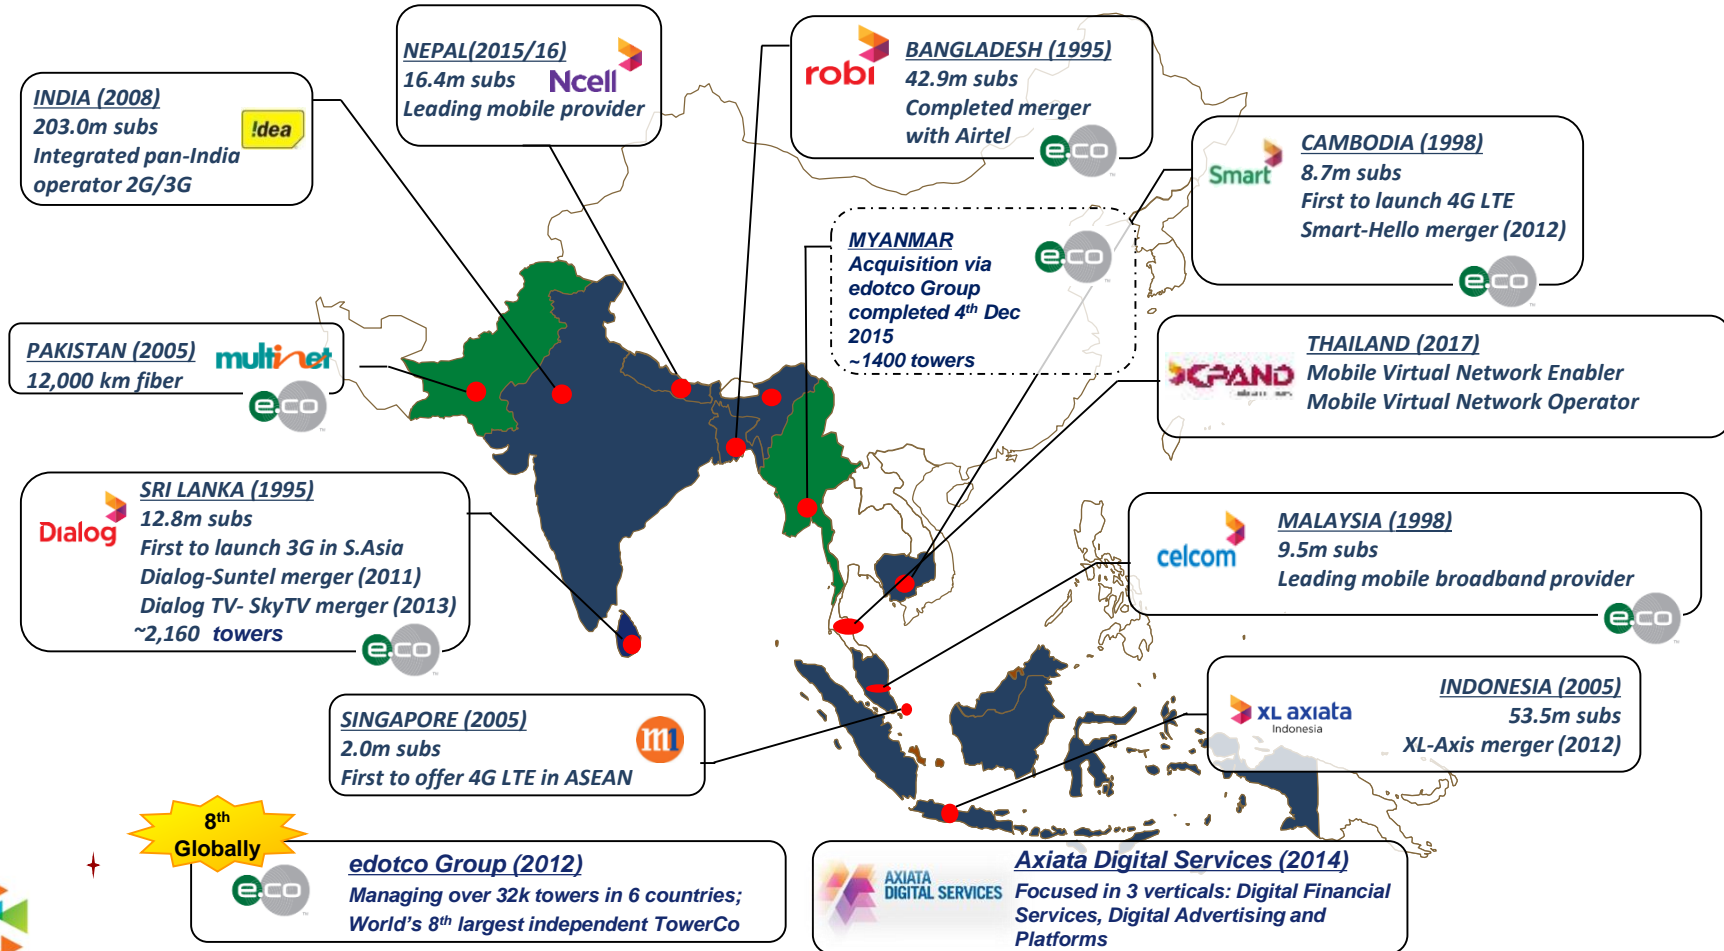 NEPAL(2015/16)
16.4m subs
Leading mobile provider
Ncell
robi
BANGLADESH (1995)
42.9m subs
Completed merger
with Airtel
e.co
INDIA (2008)
203.0m subs
Integrated pan-India
operator 2G/3G
!dea
Smart
CAMBODIA (1998)
8.7m subs
First to launch 4G LTE
Smart-Hello merger (2012)
e.co
MYANMAR
Acquisition via
edotco Group
completed 4th Dec
2015
~1400 towers
e.co
PAKISTAN (2005)
12,000 km fiber
multinet
e.co
XPAND
THAILAND (2017)
Mobile Virtual Network Enabler
Mobile Virtual Network Operator
Dialog
SRI LANKA (1995)
12.8m subs
First to launch 3G in S.Asia
Dialog-Suntel merger (2011)
Dialog TV- SkyTV merger (2013)
~2,160 towers
e.co
celcom
MALAYSIA (1998)
9.5m subs
Leading mobile broadband provider
e.co
SINGAPORE (2005)
2.0m subs
First to offer 4G LTE in ASEAN
m1
XL axiata
Indonesia
INDONESIA (2005)
53.5m subs
XL-Axis merger (2012)
8th
Globally
e.co
edotco Group (2012)
Managing over 32k towers in 6 countries;
World's 8th largest independent TowerCo
AXIATA
DIGITAL SERVICES
Axiata Digital Services (2014)
Focused in 3 verticals: Digital Financial
Services, Digital Advertising and
Platforms